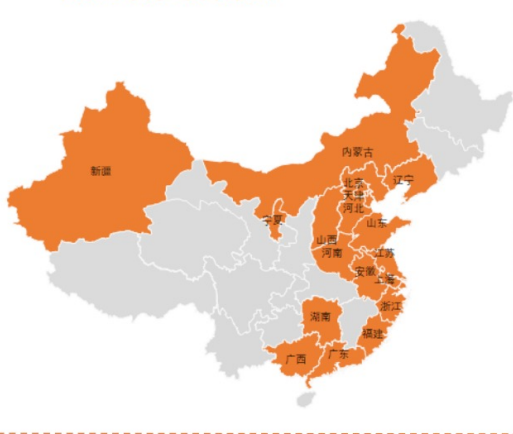 内蒙古
新疆
北京
辽宁
天津
河北
宁夏
山东
山西
河南
江苏
安徽
上海
浙江
湖南
福建
广东
广西